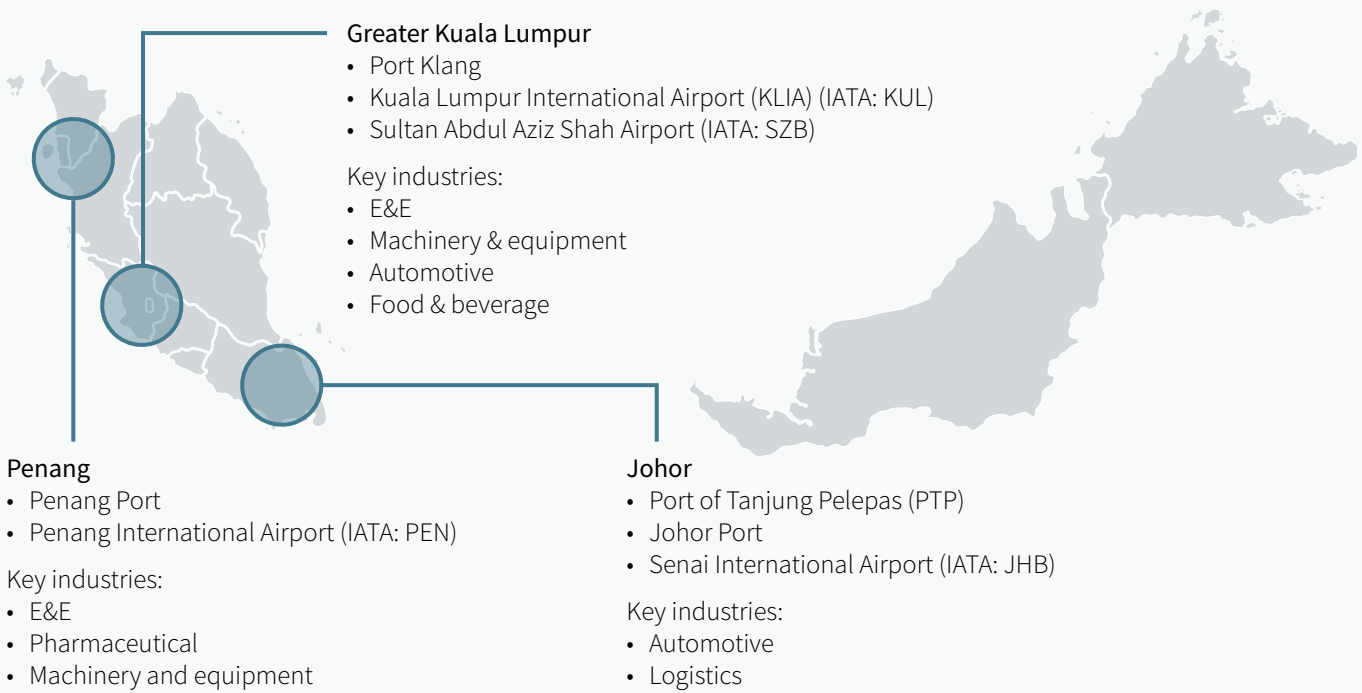 Greater Kuala Lumpur
• Port Klang
• Kuala Lumpur International Airport (KLIA) (IATA: KUL)
• Sultan Abdul Aziz Shah Airport (IATA: SZB)
Key industries:
• E&E
• Machinery & equipment
• Automotive
• Food & beverage
Penang
• Penang Port
• Penang International Airport (IATA: PEN)
Key industries:
• E&E
• Pharmaceutical
• Machinery and equipment
Johor
• Port of Tanjung Pelepas (PTP)
• Johor Port
• Senai International Airport (IATA: JHB)
Key industries:
• Automotive
• Logistics